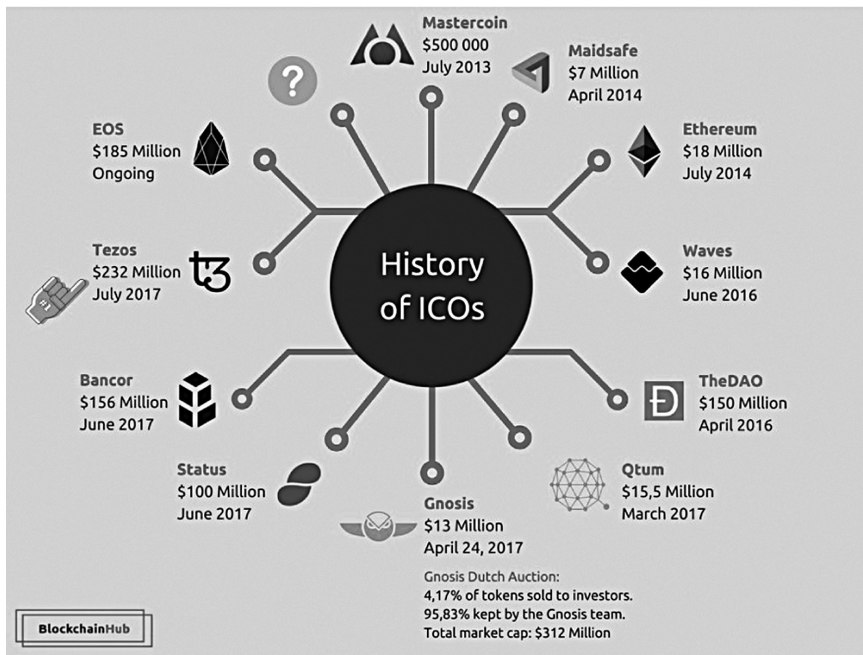 Mastercoin
$500 000
July 2013
Maidsafe
$7 Million
April 2014
Ethereum
$18 Million
July 2014
Waves
$16 Million
June 2016
TheDAO
$150 Million
April 2016
Qtum
$15,5 Million
March 2017
Gnosis
$13 Million
April 24, 2017
Gnosis Dutch Auction:
4,17% of tokens sold to investors.
95,83% kept by the Gnosis team.
Total market cap: $312 Million
Status
$100 Million
June 2017
Bancor
$156 Million
June 2017
Tezos
$232 Million
July 2017
EOS
$185 Million
Ongoing
?
History
of ICOs
BlockchainHub